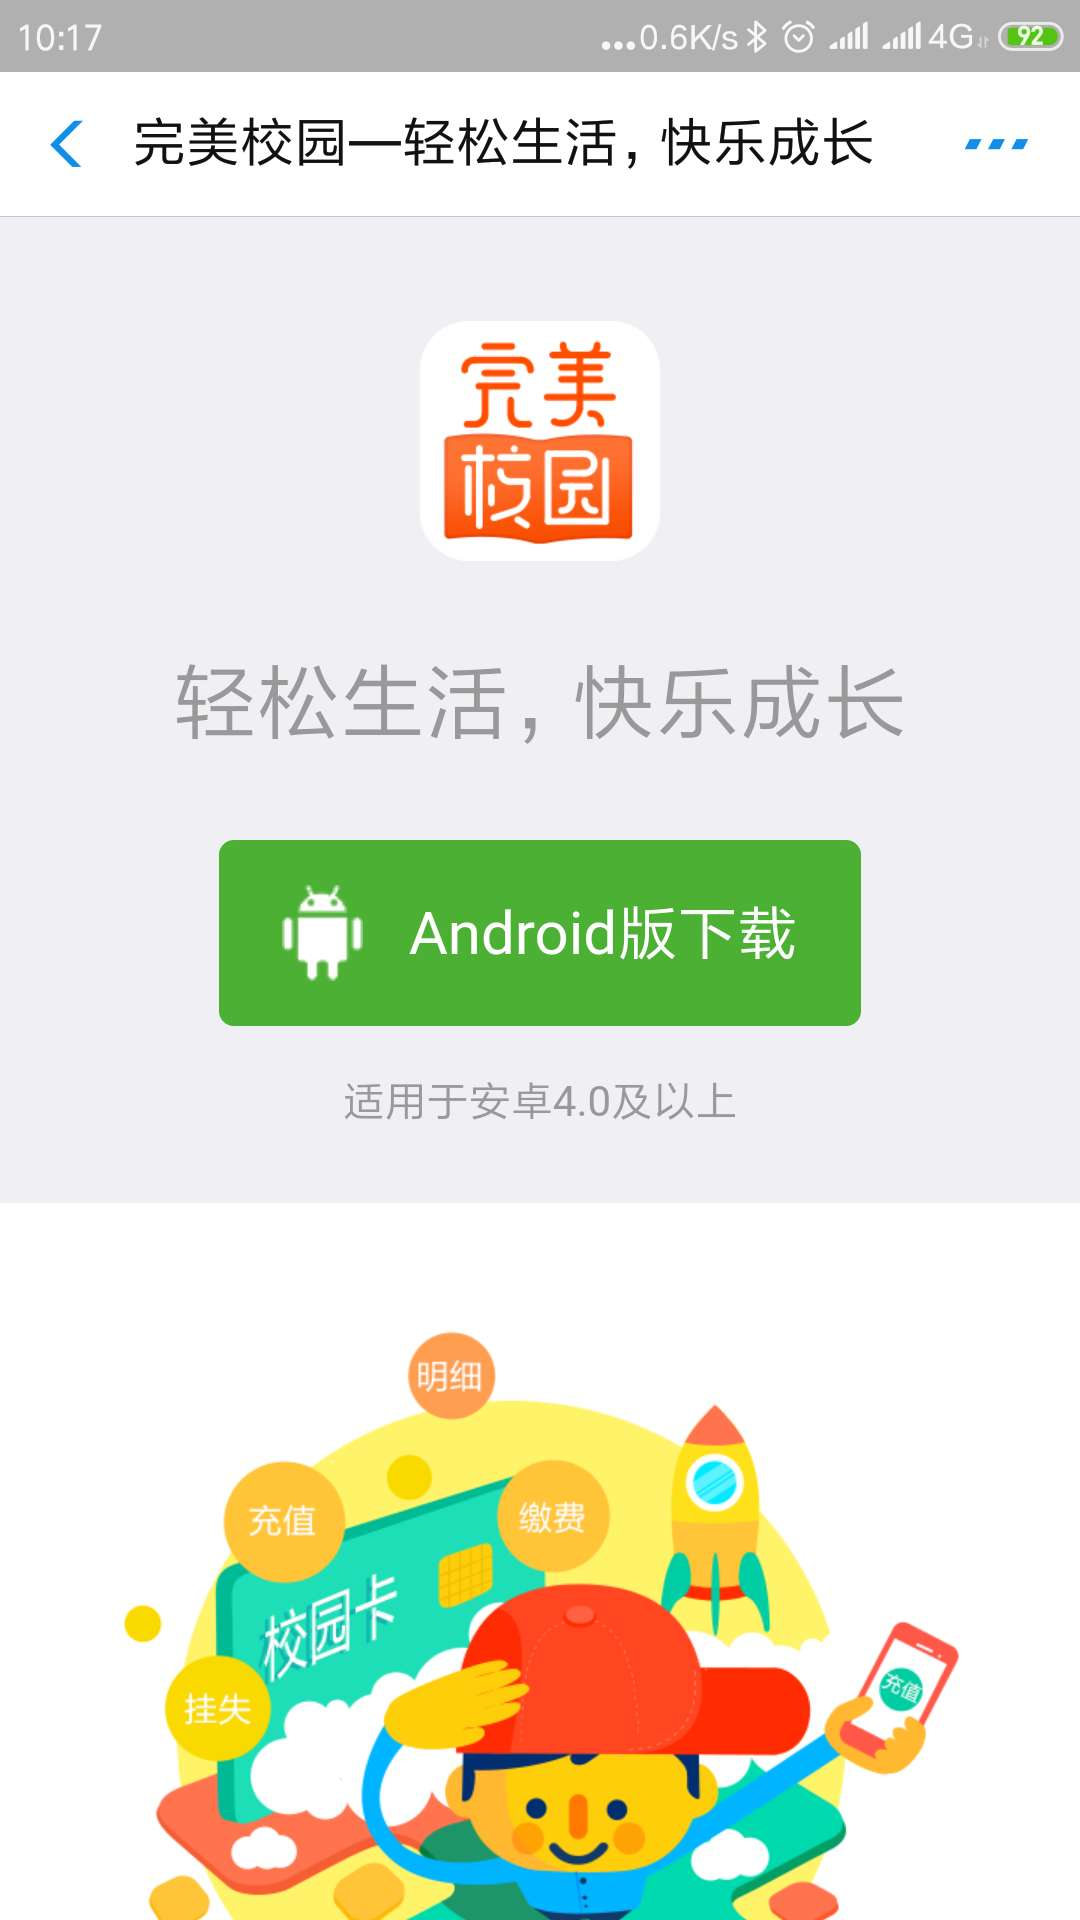 10:17
...0.6K/s 4G 92
完美校园—轻松生活，快乐成长
完美
校园
轻松生活，快乐成长
Android版下载
适用于安卓4.0及以上
明细
充值
缴费
校园卡
充值
挂失